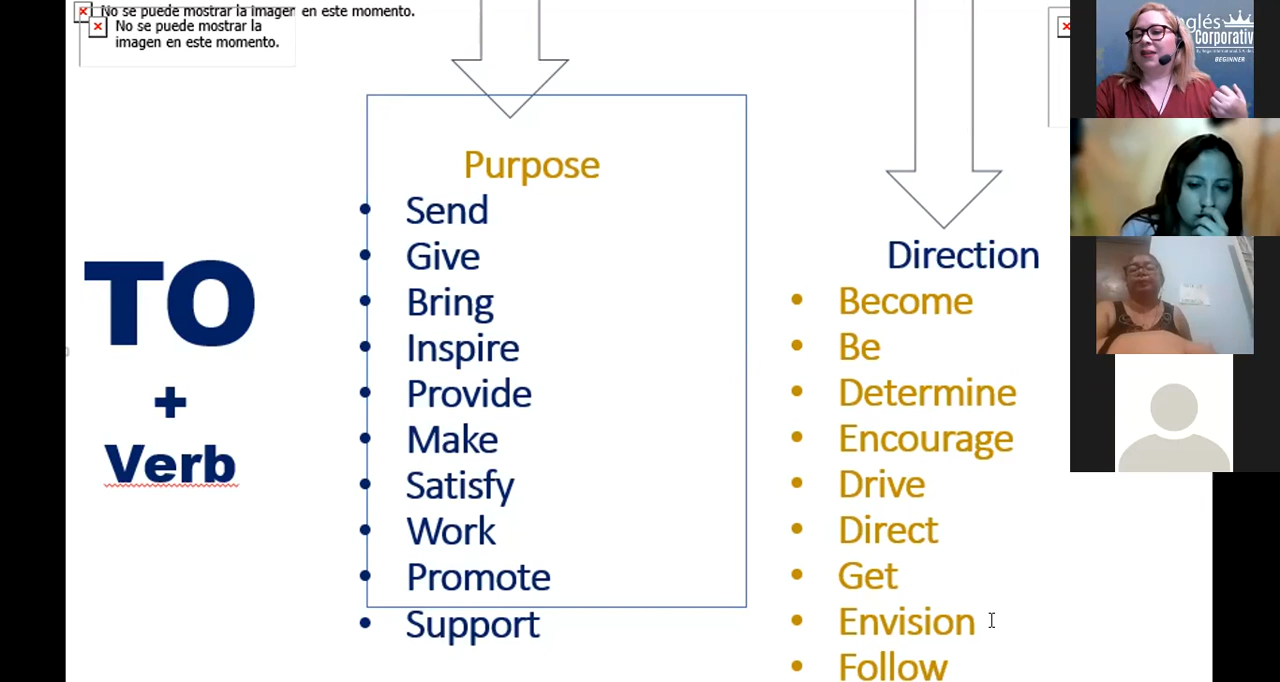 No se puede mostrar la imagen en este momento.
No se puede mostrar la
imagen en este momento.
TO
+
Verb
Purpose
Send
Give
Bring
Inspire
Provide
Make
Satisfy
Work
Promote
Support
Direction
Become
Be
Determine
Encourage
Drive
Direct
Get
Envision
Follow
nglés
Corporativ
BEGINNER